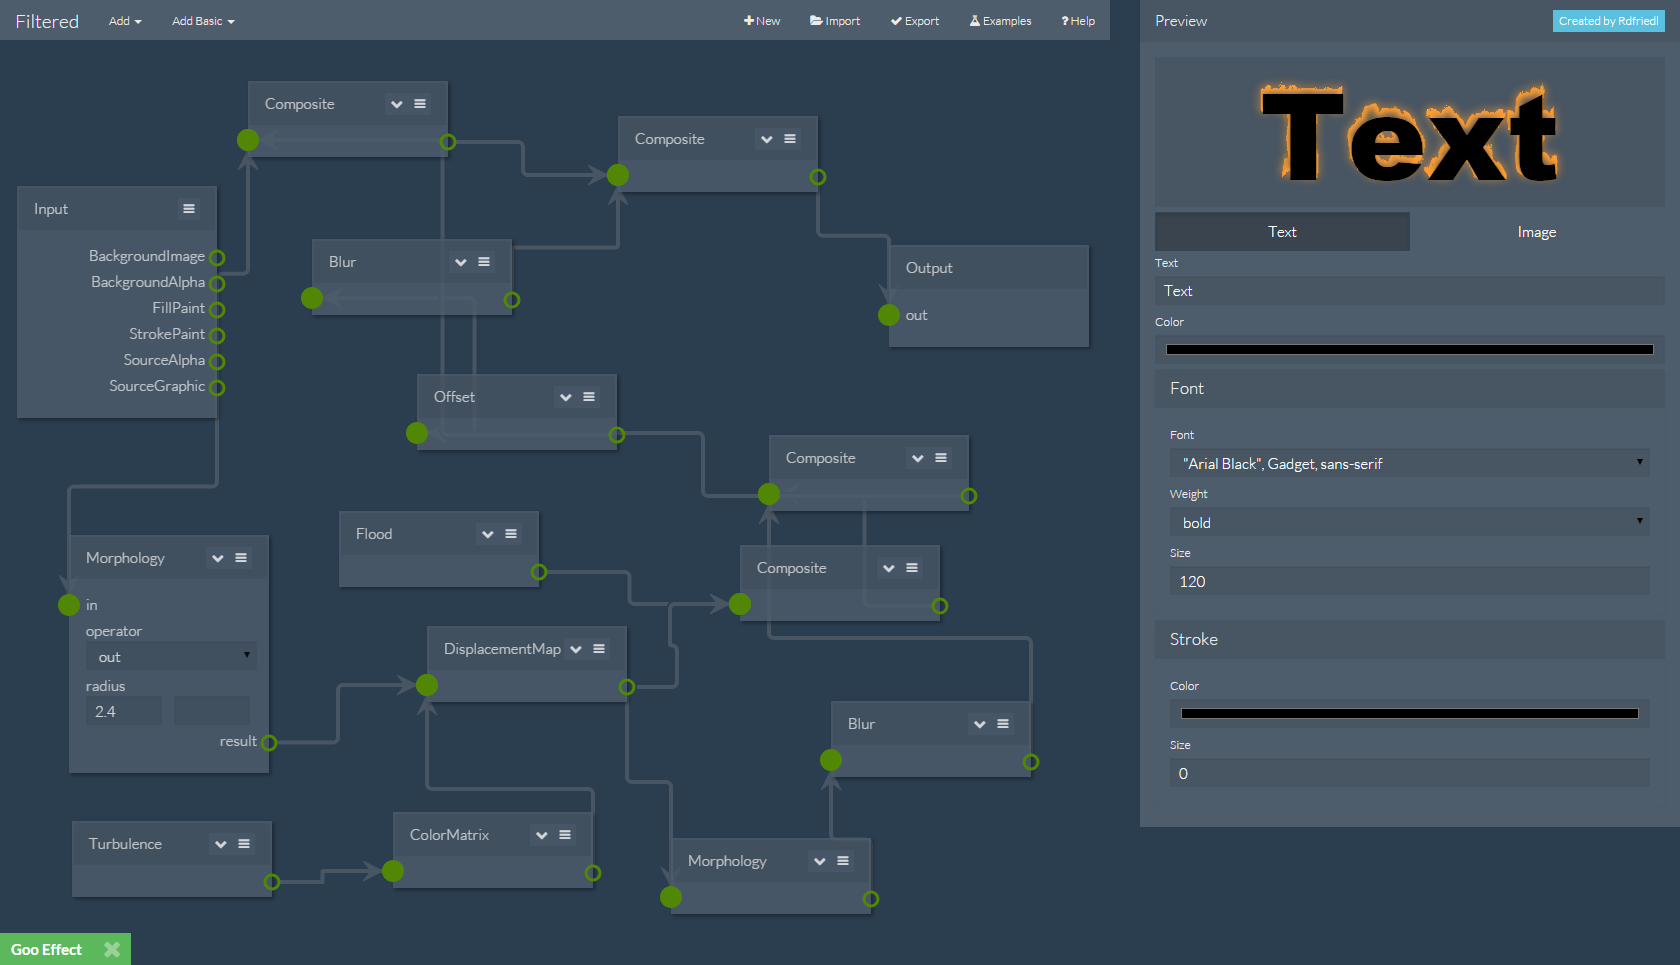 Filtered
Add
Add Basic
New
Import
Export
Examples
Help
Composite
Composite
Input
BackgroundImage
BackgroundAlpha
FillPaint
StrokePaint
SourceAlpha
SourceGraphic
Blur
Output
out
Offset
Composite
Flood
Composite
Morphology
in
operator
out
radius
2.4
result
DisplacementMap
Blur
Turbulence
ColorMatrix
Morphology
Goo Effect
Preview
Created by Rdfriedl
Text
Text
Image
Text
Text
Color
Font
Font
"Arial Black", Gadget, sans-serif
Weight
bold
Size
120
Stroke
Color
Size
0